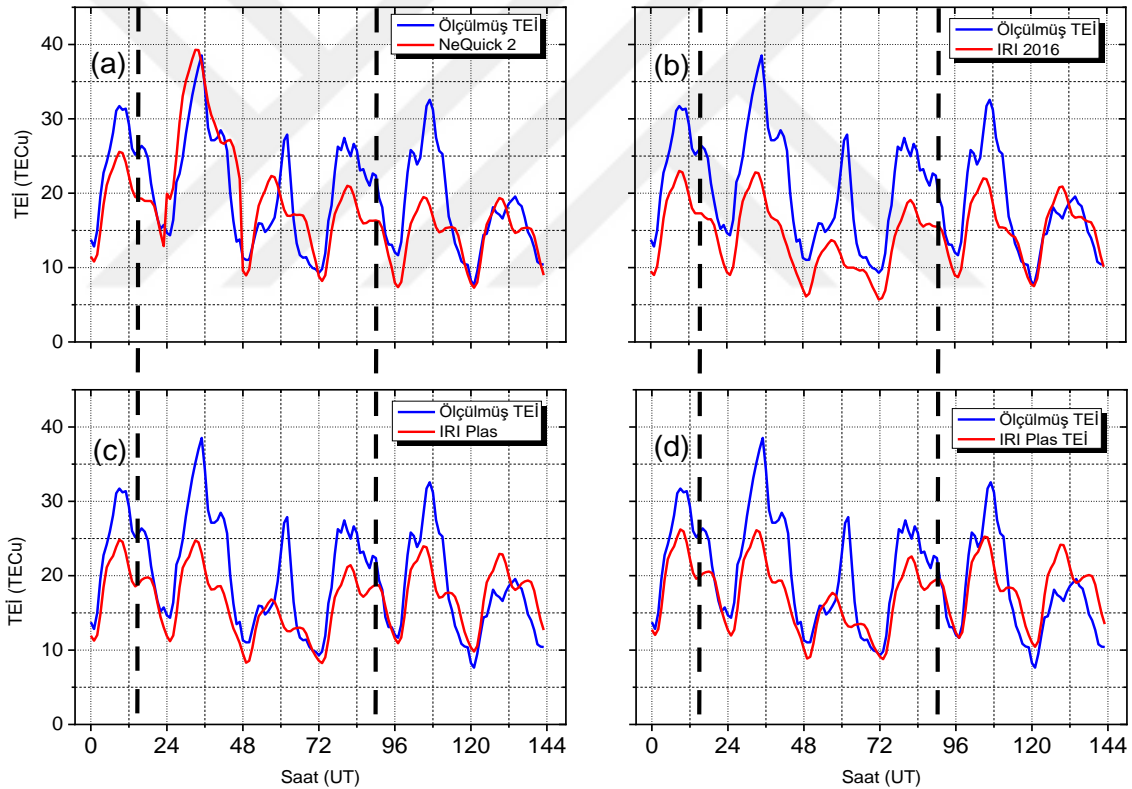 Ölçülmüş TEİ
NeQuick 2
(a)
40
30
20
10
0
TEİ (TECu)
Ölçülmüş TEİ
IRI 2016
(b)
Ölçülmüş TEİ
IRI Plas
(c)
40
30
20
10
0
TEİ (TECu)
0 24 48 72 96 120 144
Saat (UT)
Ölçülmüş TEİ
IRI Plas TEİ
(d)
0 24 48 72 96 120 144
Saat (UT)